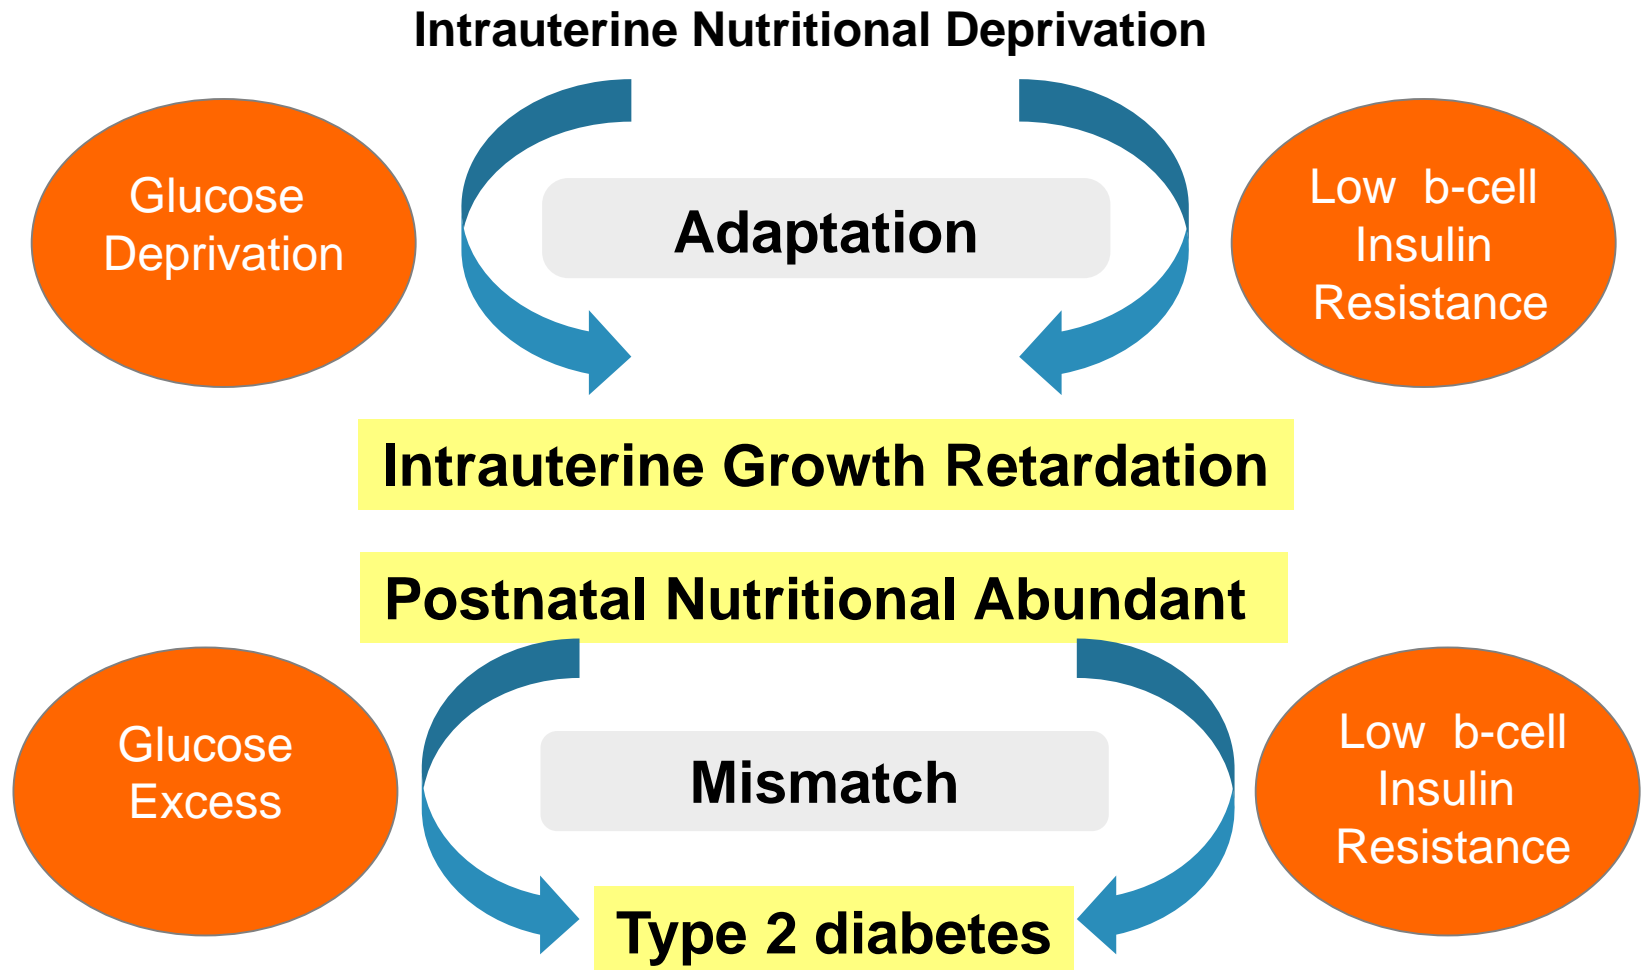 Intrauterine Nutritional Deprivation
Glucose
Deprivation
Adaptation
Low b-cell
Insulin
Resistance
Intrauterine Growth Retardation
Postnatal Nutritional Abundant
Glucose
Excess
Mismatch
Low b-cell
Insulin
Resistance
Type 2 diabetes